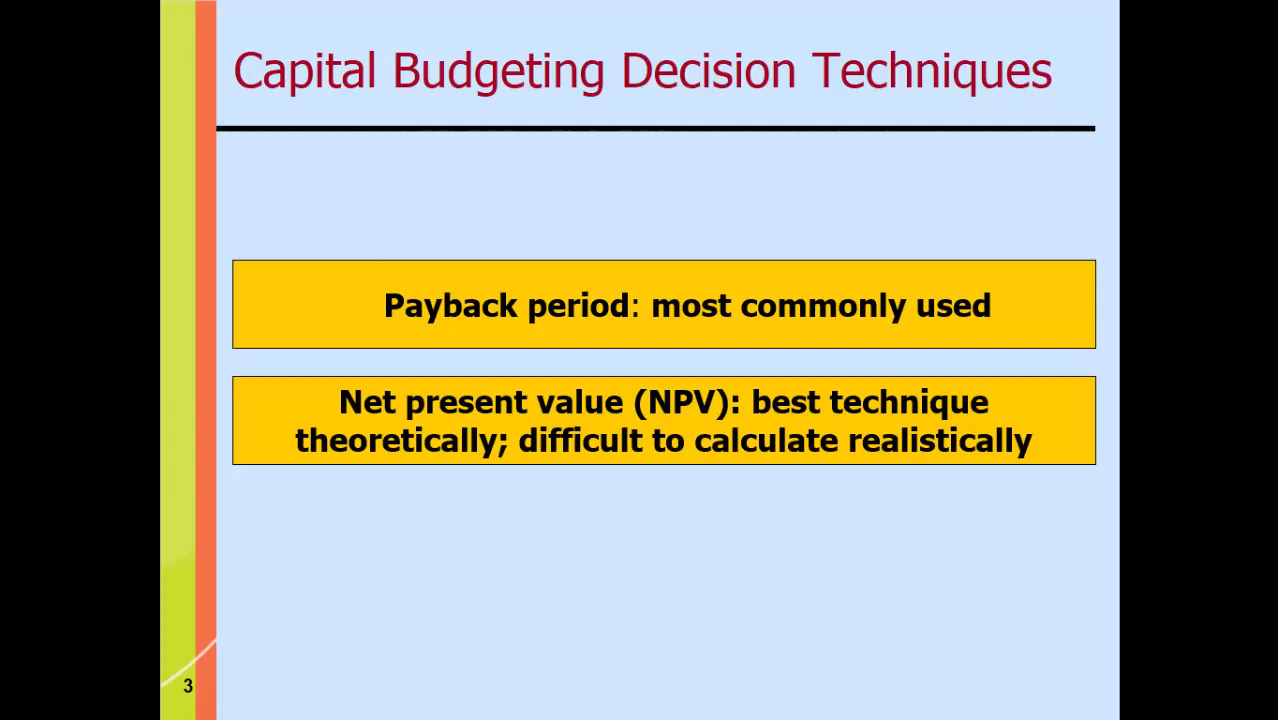 Capital Budgeting Decision Techniques
Payback period: most commonly used
Net present value (NPV): best technique
theoretically; difficult to calculate realistically
3